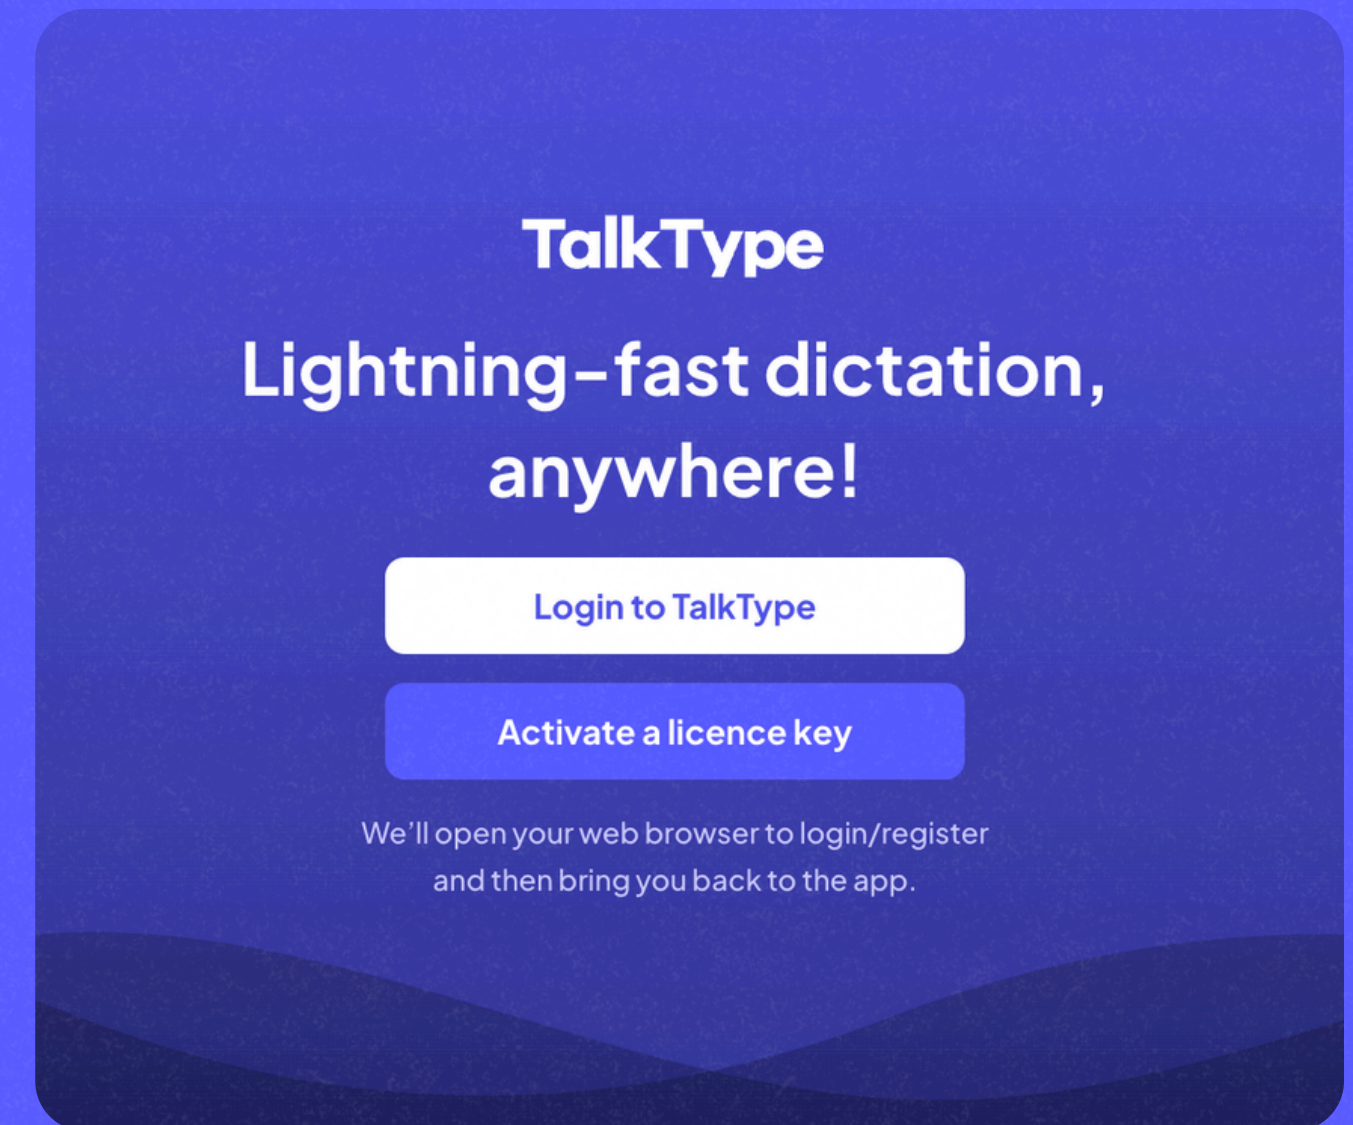 TalkType
Lightning-fast dictation,
anywhere!
Login to TalkType
Activate a licence key
We’ll open your web browser to login/register
and then bring you back to the app.